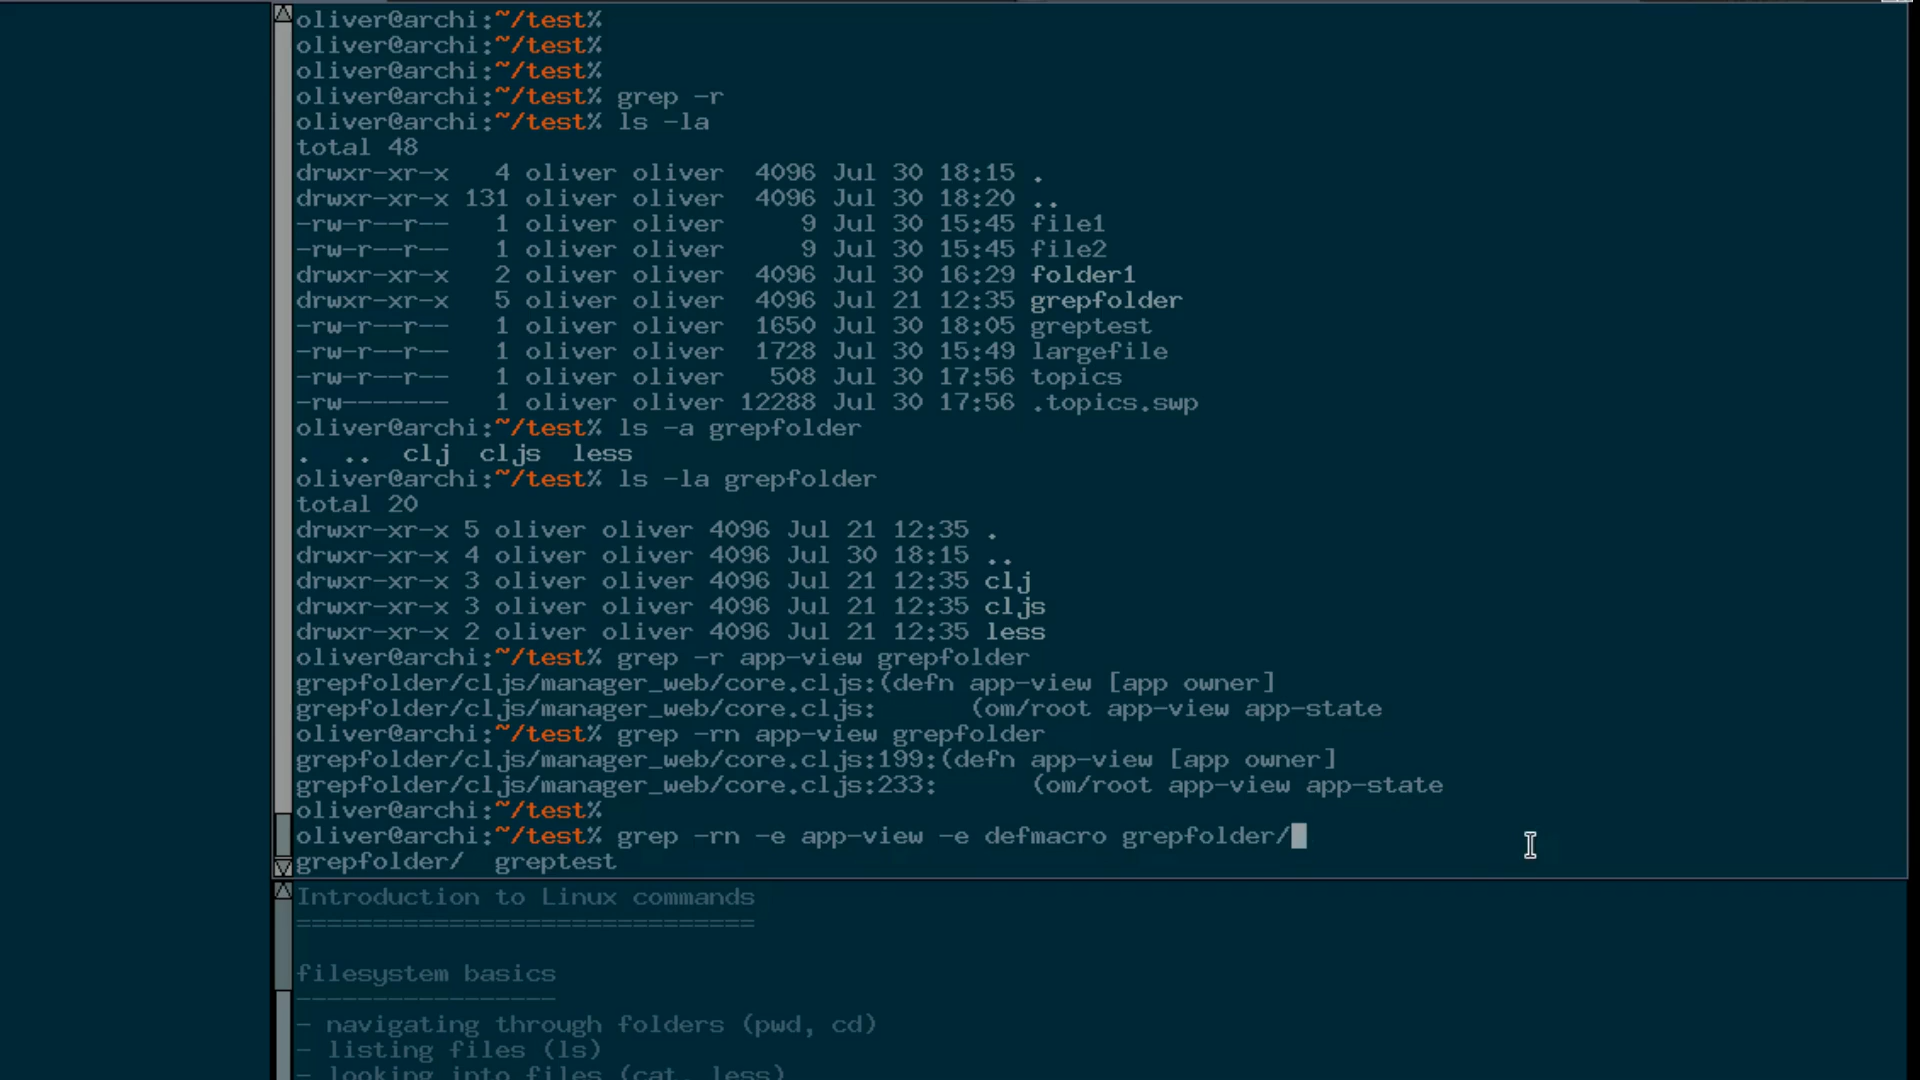 oliver@archi:~/test%
oliver@archi:~/test%
oliver@archi:~/test%
oliver@archi:~/test% grep -r
oliver@archi:~/test% ls -la
total 48
drwxr-xr-x   4 oliver oliver  4096 Jul 30 18:15 .
drwxr-xr-x 131 oliver oliver  4096 Jul 30 18:20 ..
-rw-r--r--   1 oliver oliver     9 Jul 30 15:45 file1
-rw-r--r--   1 oliver oliver     9 Jul 30 15:45 file2
drwxr-xr-x   2 oliver oliver  4096 Jul 30 16:29 folder1
drwxr-xr-x   5 oliver oliver  4096 Jul 21 12:35 grepfolder
-rw-r--r--   1 oliver oliver  1650 Jul 30 18:05 greptest
-rw-r--r--   1 oliver oliver  1728 Jul 30 15:49 largefile
-rw-r--r--   1 oliver oliver   508 Jul 30 17:56 topics
-rw-------   1 oliver oliver 12288 Jul 30 17:56 .topics.swp
oliver@archi:~/test% ls -a grepfolder
.  ..  clj  cljs  less
oliver@archi:~/test% ls -la grepfolder
total 20
drwxr-xr-x 5 oliver oliver 4096 Jul 21 12:35 .
drwxr-xr-x 4 oliver oliver 4096 Jul 30 18:15 ..
drwxr-xr-x 3 oliver oliver 4096 Jul 21 12:35 clj
drwxr-xr-x 3 oliver oliver 4096 Jul 21 12:35 cljs
drwxr-xr-x 2 oliver oliver 4096 Jul 21 12:35 less
oliver@archi:~/test% grep -r app-view grepfolder
grepfolder/cljs/manager_web/core.cljs:(defn app-view [app owner]
grepfolder/cljs/manager_web/core.cljs:      (om/root app-view app-state
oliver@archi:~/test% grep -rn app-view grepfolder
grepfolder/cljs/manager_web/core.cljs:199:(defn app-view [app owner]
grepfolder/cljs/manager_web/core.cljs:233:      (om/root app-view app-state
oliver@archi:~/test%
oliver@archi:~/test% grep -rn -e app-view -e defmacro grepfolder/
grepfolder/  greptest
Introduction to Linux commands
==============================
filesystem basics
-----------------
- navigating through folders (pwd, cd)
- listing files (ls)
- looking into files (cat, less)